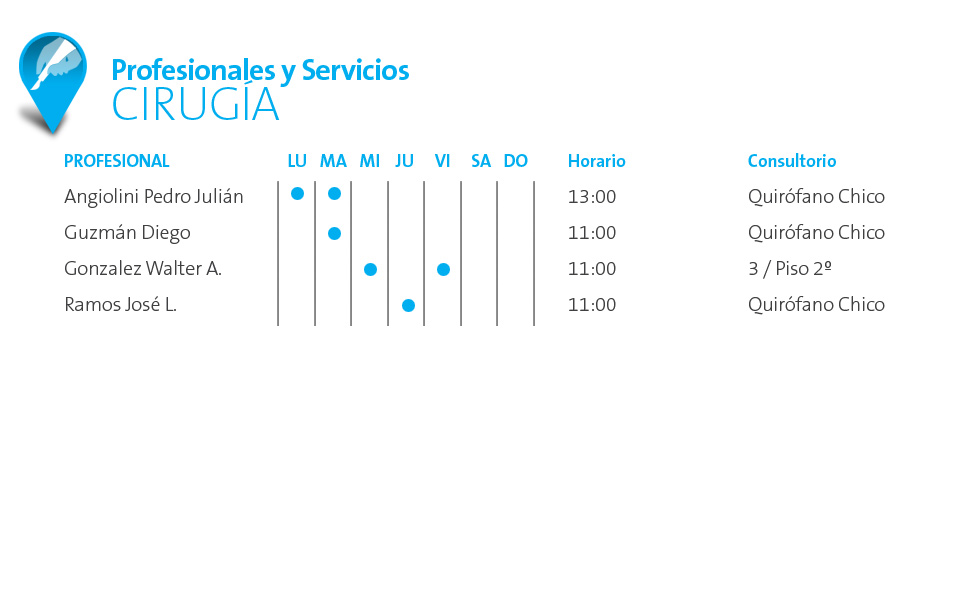 Profesionales y Servicios
CIRUGÍA
PROFESIONAL LU MA MI JU VI SA DO Horario Consultorio
Angiolini Pedro Julián 13:00 Quirófano Chico
Guzmán Diego 11:00 Quirófano Chico
Gonzalez Walter A. 11:00 3 / Piso 2º
Ramos José L. 11:00 Quirófano Chico